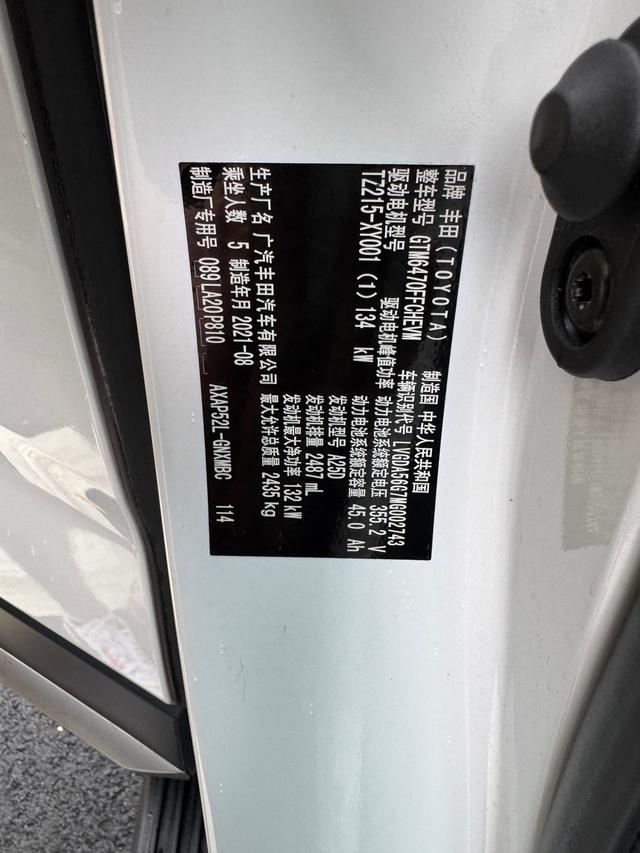 品牌 丰田(TOYOTA) 制造国 中华人民共和国
整车型号 GTM6470FFCHEVM 车辆识别代号 LVGDA56G7MG002743
驱动电机型号 驱动电机峰值功率 动力电池系统额定电压 355.2 V
TZ215-XY001 (1) 134 kW 动力电池系统额定容量 45.0 Ah
发动机型号 A25D
发动机排量 2487 mL
生产厂名 广汽丰田汽车有限公司 发动机最大净功率 132 kW
乘坐人数 5 制造年月 2021-08 最大允许总质量 2435 kg
制造厂专用号 089 LA20P810 AXAP52L-GNXMBC 114